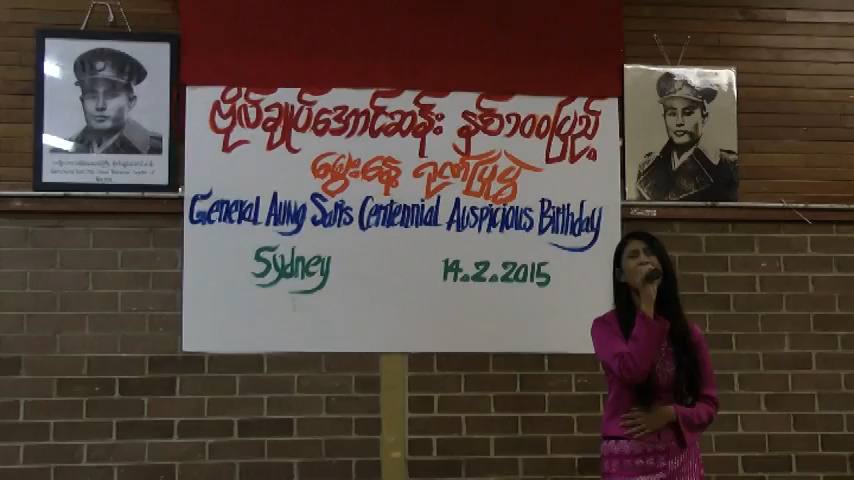 ဗိုလ်ချုပ်အောင်ဆန်း နှစ်၁၀၀ပြည့်
မွေးနေ့ ဂုဏ်ပြုပွဲ
General Aung San's Centennial Auspicious Birthday
Sydney 14.2.2015